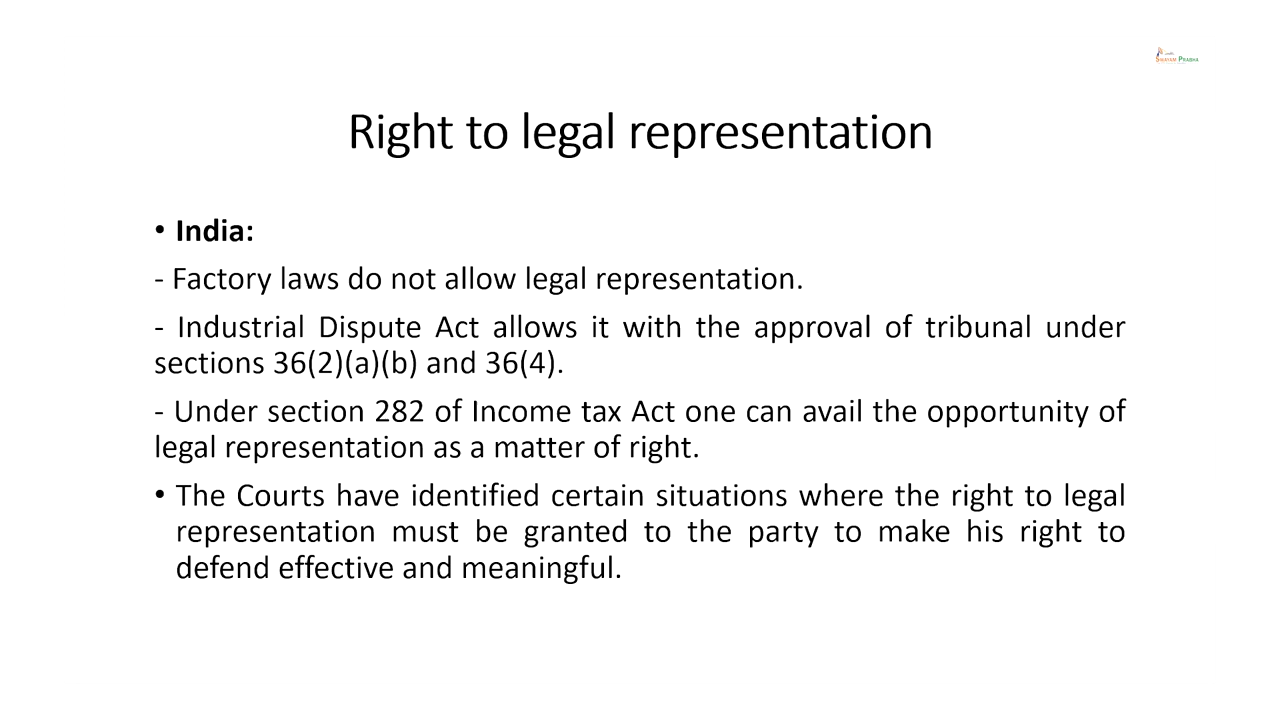 SWAYAM PRABHA
Right to legal representation
• India:
- Factory laws do not allow legal representation.
- Industrial Dispute Act allows it with the approval of tribunal under
sections 36(2)(a)(b) and 36(4).
- Under section 282 of Income tax Act one can avail the opportunity of
legal representation as a matter of right.
• The Courts have identified certain situations where the right to legal
representation must be granted to the party to make his right to
defend effective and meaningful.